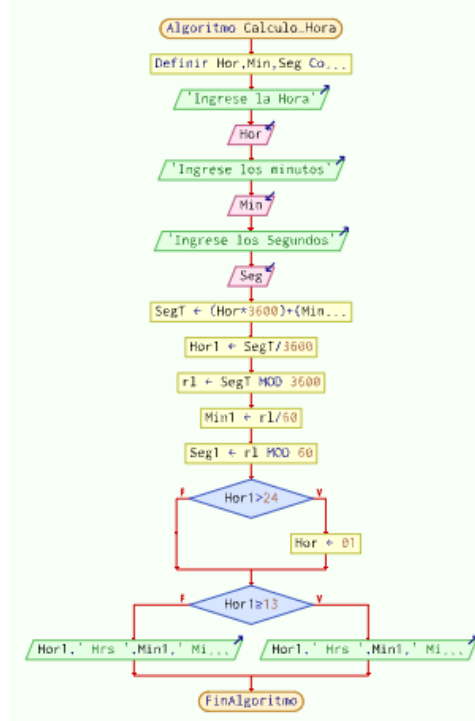 Algoritmo Calculo_Hora
Definir Hor,Min,Seg Co...
'Ingrese la Hora'
Hor
'Ingrese los minutos'
Min
'Ingrese los Segundos'
Seg
SegT ← (Hor*3600)+(Min...
Hor1 ← SegT/3600
r1 ← SegT MOD 3600
Min1 ← r1/60
Seg1 ← r1 MOD 60
F Hor1>24 V
Hor ← 01
F Hor1≥13 V
Hor1,' Hrs ',Min1,' Mi... Hor1,' Hrs ',Min1,' Mi...
FinAlgoritmo